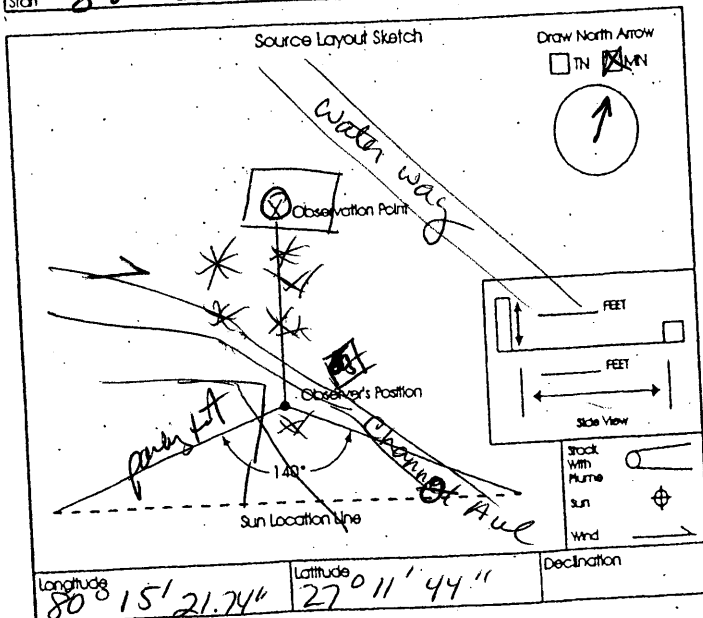 Source Layout Sketch
Draw North Arrow
TN MN
Water way
X Observation Point
FEET
FEET
Side View
Observer's Position
parking lot
140°
Channel Ave
Sun Location Line
Stack
With
Plume
Sun
Wind
Longitude
80° 15' 21.74"
Latitude
27° 11' 44"
Declination